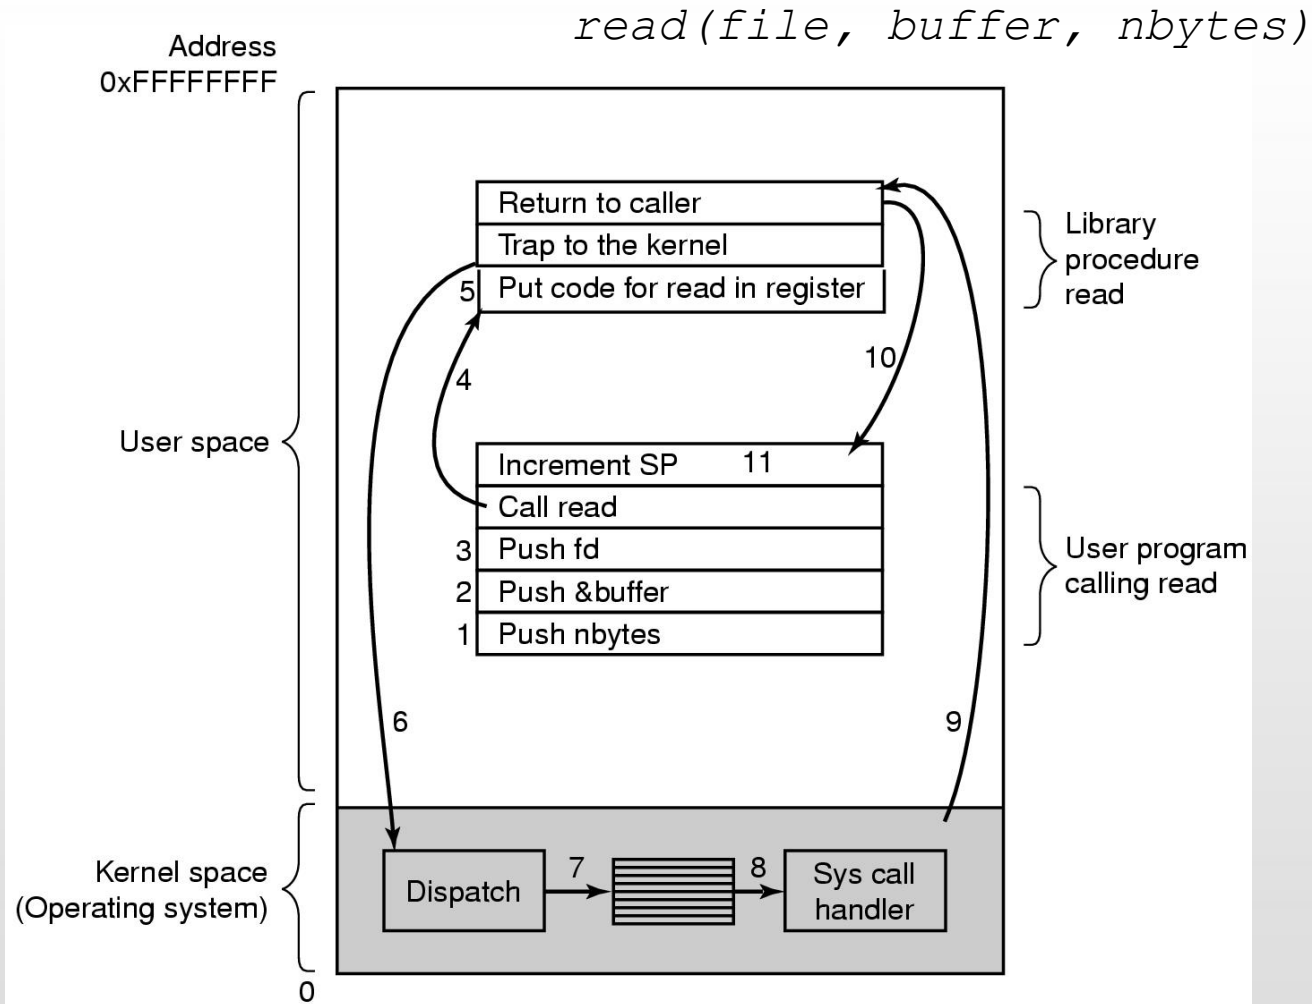 read(file, buffer, nbytes)
Address
0xFFFFFFFF
Return to caller
Trap to the kernel
5 Put code for read in register
Library
procedure
read
10
4
User space
Increment SP 11
Call read
3 Push fd
2 Push &buffer
1 Push nbytes
User program
calling read
6
9
Kernel space
(Operating system)
Dispatch
7
8
Sys call
handler
0